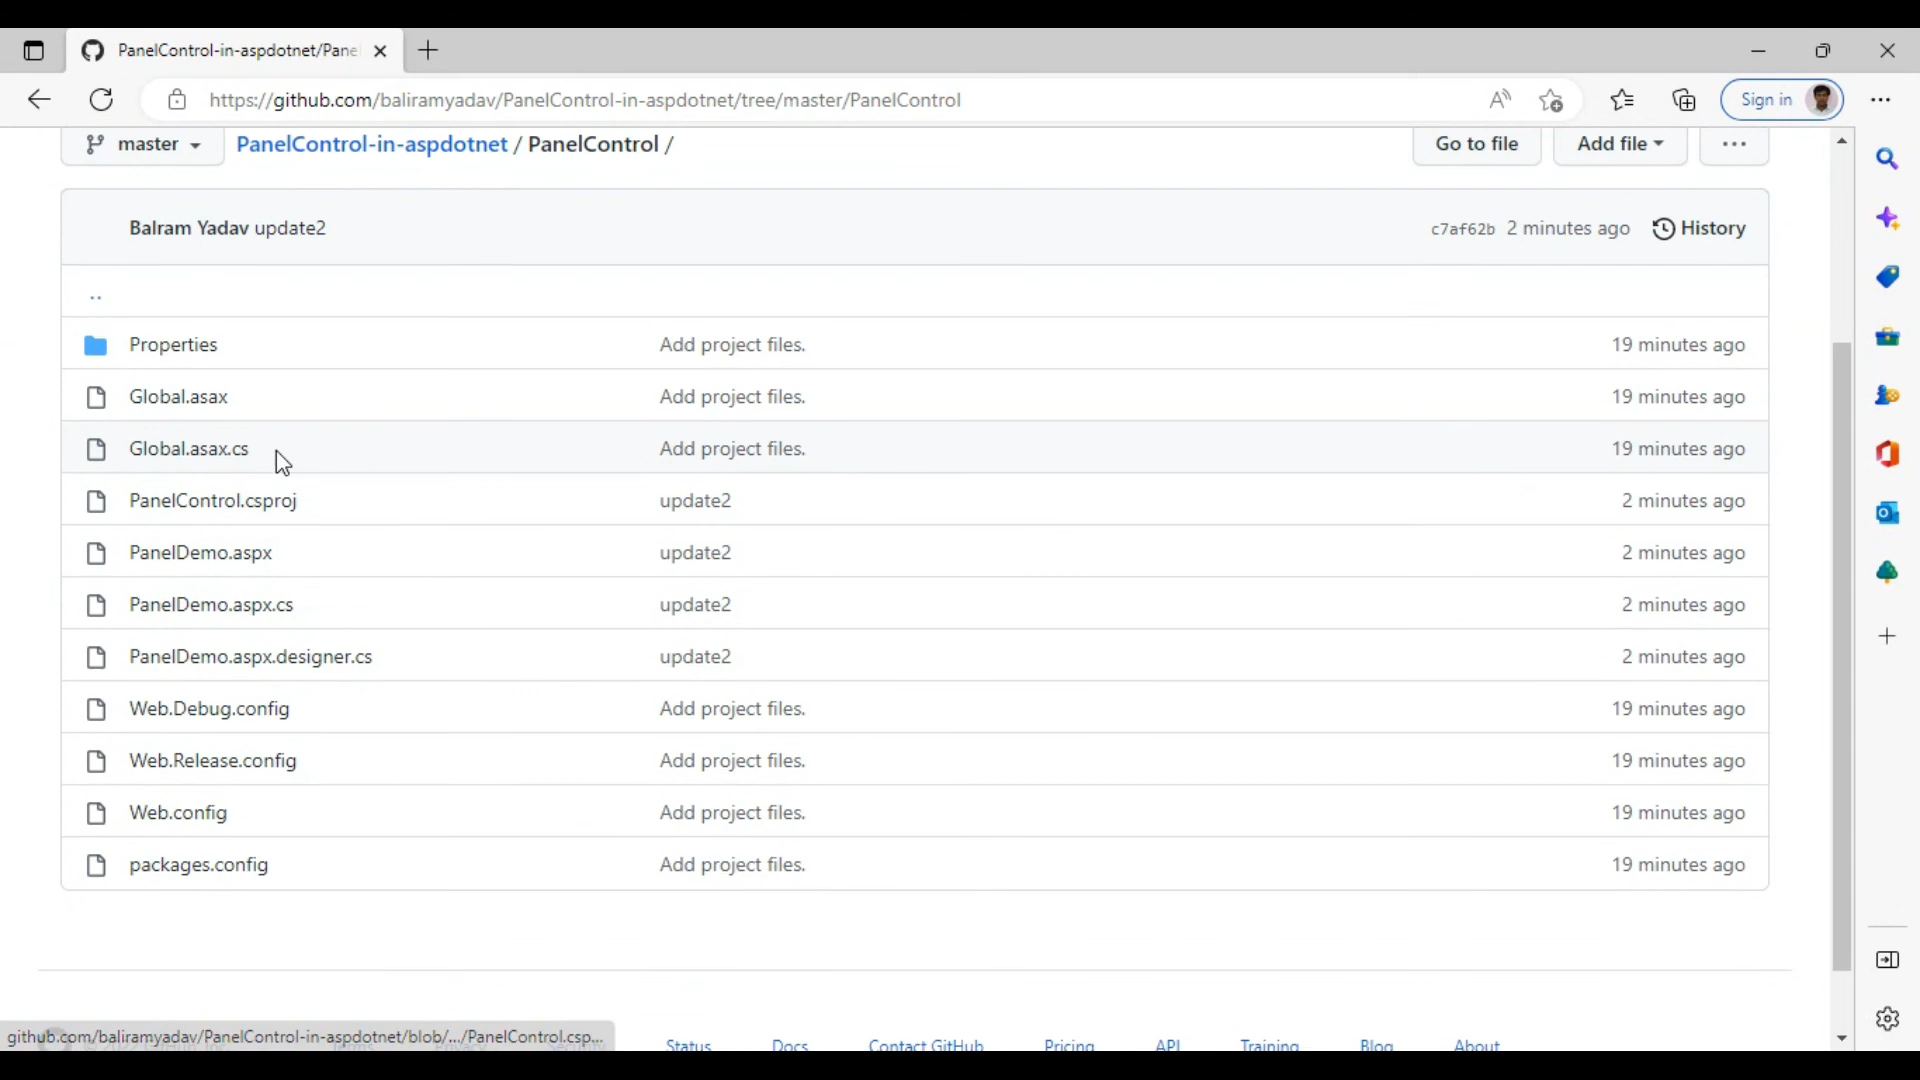 PanelControl-in-aspdotnet/Pane
https://github.com/baliramyadav/PanelControl-in-aspdotnet/tree/master/PanelControl
Sign in
master
PanelControl-in-aspdotnet / PanelControl /
Go to file
Add file
Balram Yadav update2
c7af62b 2 minutes ago
History
..
Properties Add project files. 19 minutes ago
Global.asax Add project files. 19 minutes ago
Global.asax.cs Add project files. 19 minutes ago
PanelControl.csproj update2 2 minutes ago
PanelDemo.aspx update2 2 minutes ago
PanelDemo.aspx.cs update2 2 minutes ago
PanelDemo.aspx.designer.cs update2 2 minutes ago
Web.Debug.config Add project files. 19 minutes ago
Web.Release.config Add project files. 19 minutes ago
Web.config Add project files. 19 minutes ago
packages.config Add project files. 19 minutes ago
github.com/baliramyadav/PanelControl-in-aspdotnet/blob/.../PanelControl.csp...
Status Docs Contact GitHub Pricing API Training Blog About